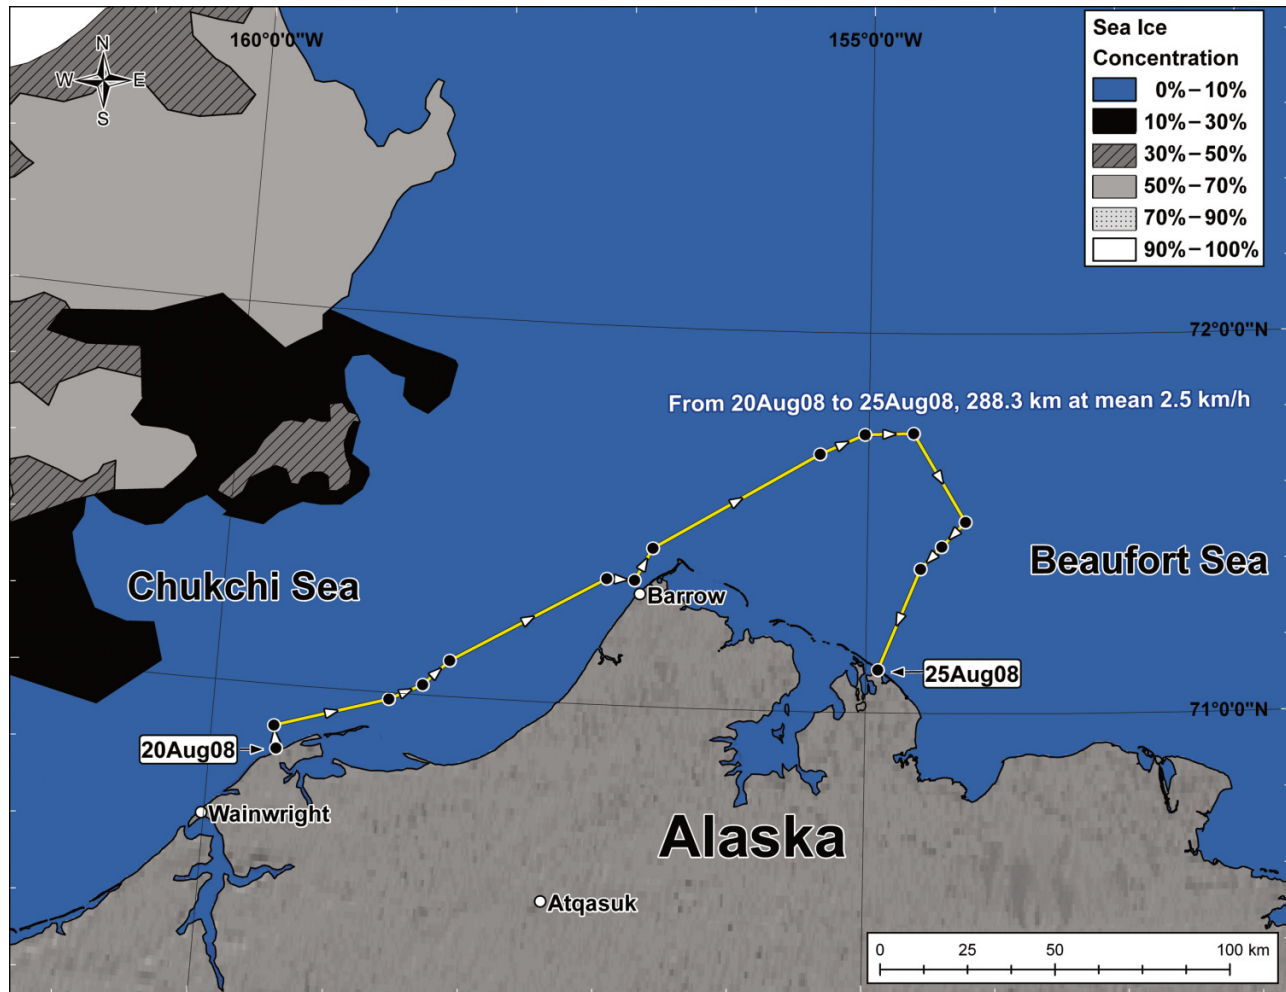 160°0'0"W
155°0'0"W
N
W E
S
Sea Ice
Concentration
0%–10%
10%–30%
30%–50%
50%–70%
70%–90%
90%–100%
72°0'0"N
From 20Aug08 to 25Aug08, 288.3 km at mean 2.5 km/h
Chukchi Sea
Beaufort Sea
Barrow
25Aug08
71°0'0"N
20Aug08
Wainwright
Alaska
Atqasuk
0 25 50 100 km